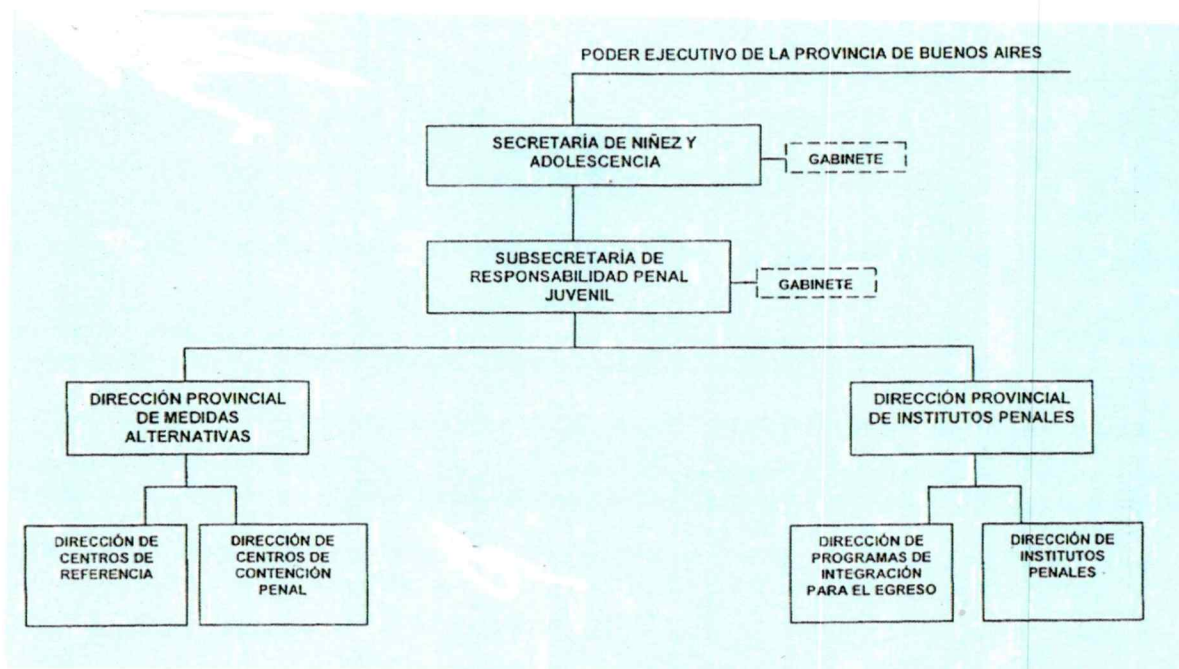 PODER EJECUTIVO DE LA PROVINCIA DE BUENOS AIRES
SECRETARÍA DE NIÑEZ Y
ADOLESCENCIA
GABINETE
SUBSECRETARÍA DE
RESPONSABILIDAD PENAL
JUVENIL
GABINETE
DIRECCIÓN PROVINCIAL
DE MEDIDAS
ALTERNATIVAS
DIRECCIÓN PROVINCIAL
DE INSTITUTOS PENALES
DIRECCIÓN DE
CENTROS DE
REFERENCIA
DIRECCIÓN DE
CENTROS DE
CONTENCIÓN
PENAL
DIRECCIÓN DE
PROGRAMAS DE
INTEGRACIÓN
PARA EL EGRESO
DIRECCIÓN DE
INSTITUTOS
PENALES